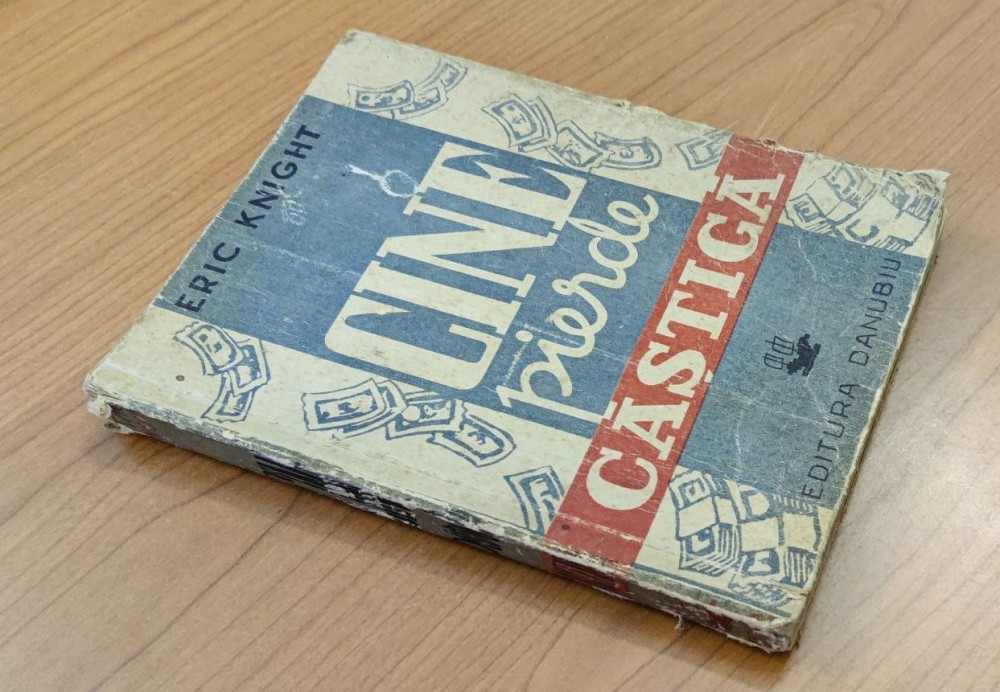 ERIC KNIGHT
CINE
pierde
CÂȘTIGĂ
EDITURA DANUBIU